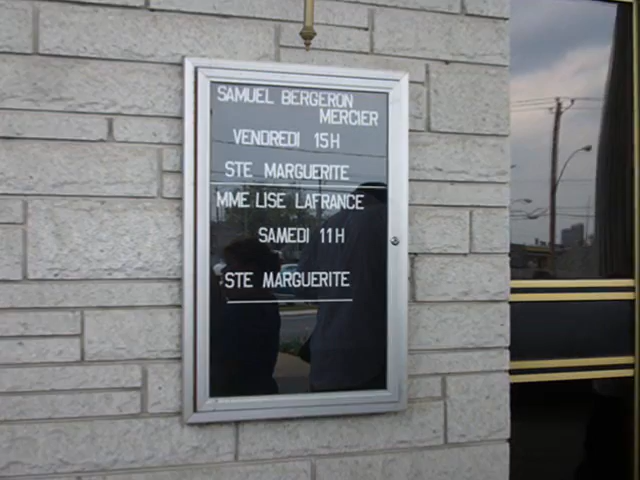 SAMUEL BERGERON
MERCIER
VENDREDI 15H
STE MARGUERITE
MME LISE LAFRANCE
SAMEDI 11H
STE MARGUERITE